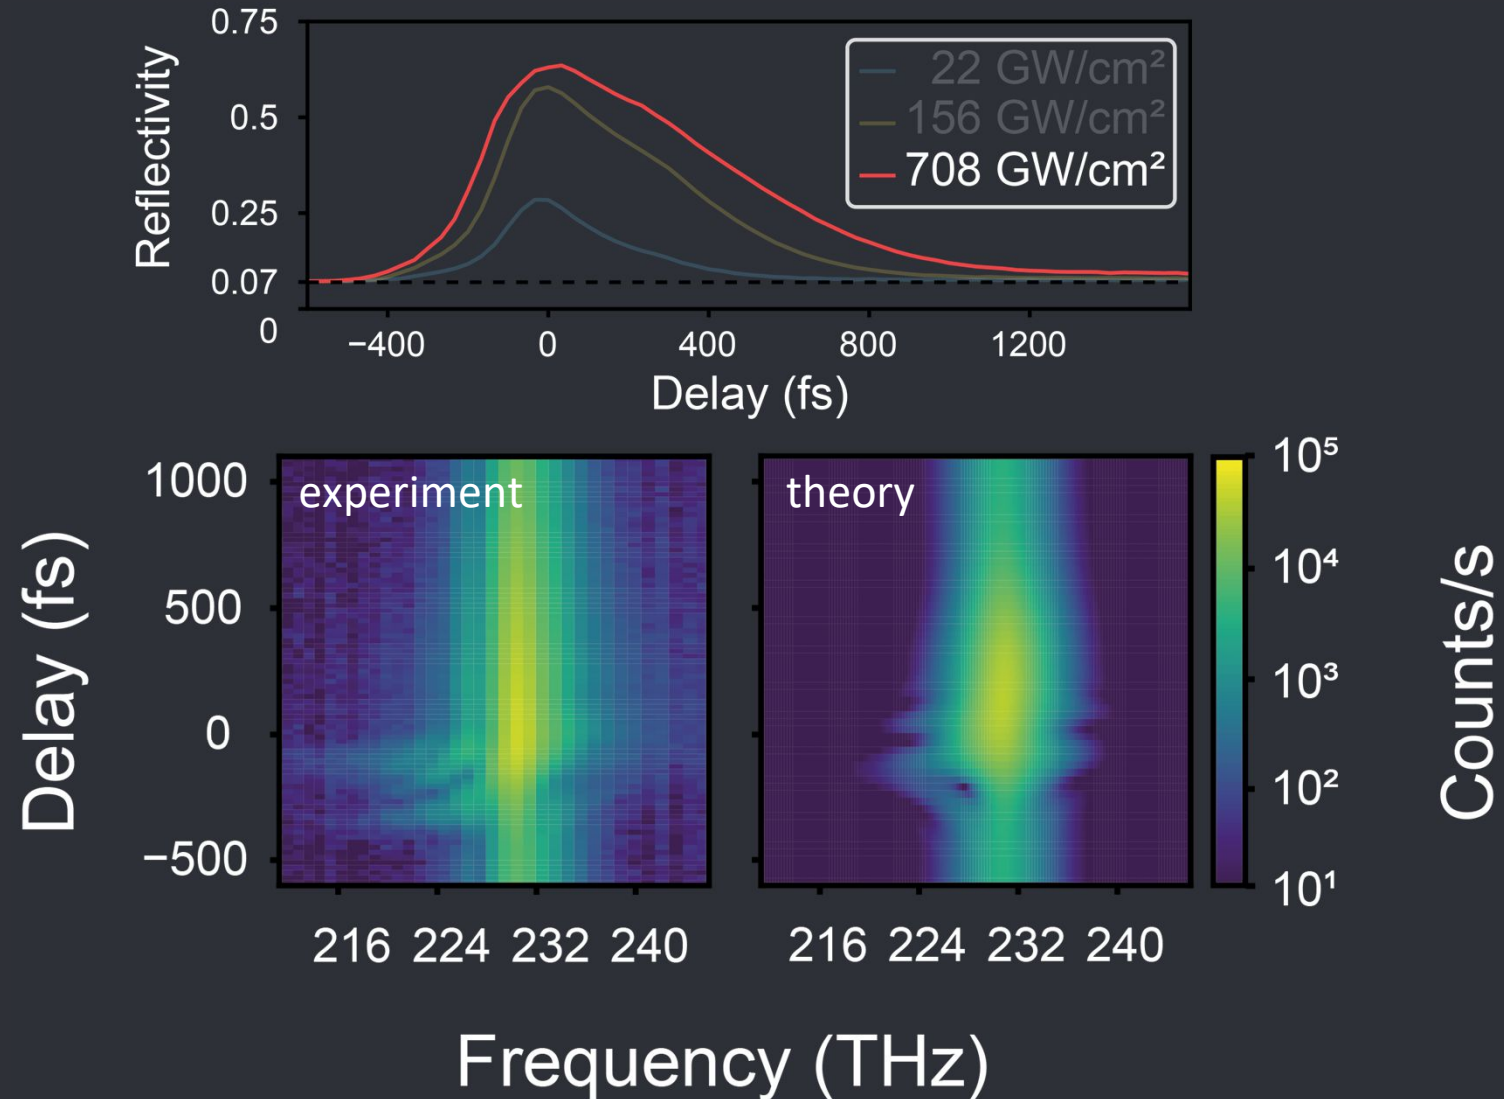 Reflectivity
0.75
0.5
0.25
0.07
0
22 GW/cm²
156 GW/cm²
708 GW/cm²
−400 0 400 800 1200
Delay (fs)
Delay (fs)
1000
500
0
−500
experiment
theory
10⁵
10⁴
10³
10²
10¹
Counts/s
216 224 232 240
216 224 232 240
Frequency (THz)